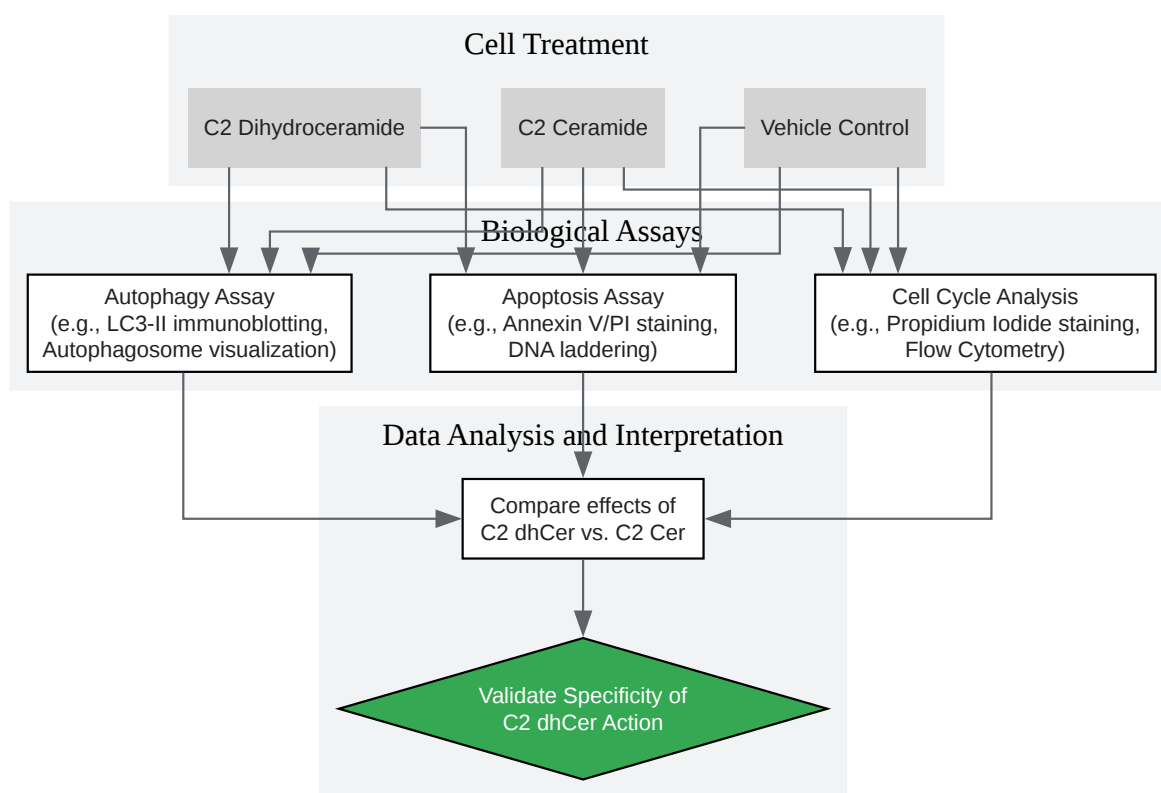 Cell Treatment
C2 Dihydroceramide
C2 Ceramide
Vehicle Control
Biological Assays
Autophagy Assay
(e.g., LC3-II immunoblotting,
Autophagosome visualization)
Apoptosis Assay
(e.g., Annexin V/PI staining,
DNA laddering)
Cell Cycle Analysis
(e.g., Propidium Iodide staining,
Flow Cytometry)
Data Analysis and Interpretation
Compare effects of
C2 dhCer vs. C2 Cer
Validate Specificity of
C2 dhCer Action